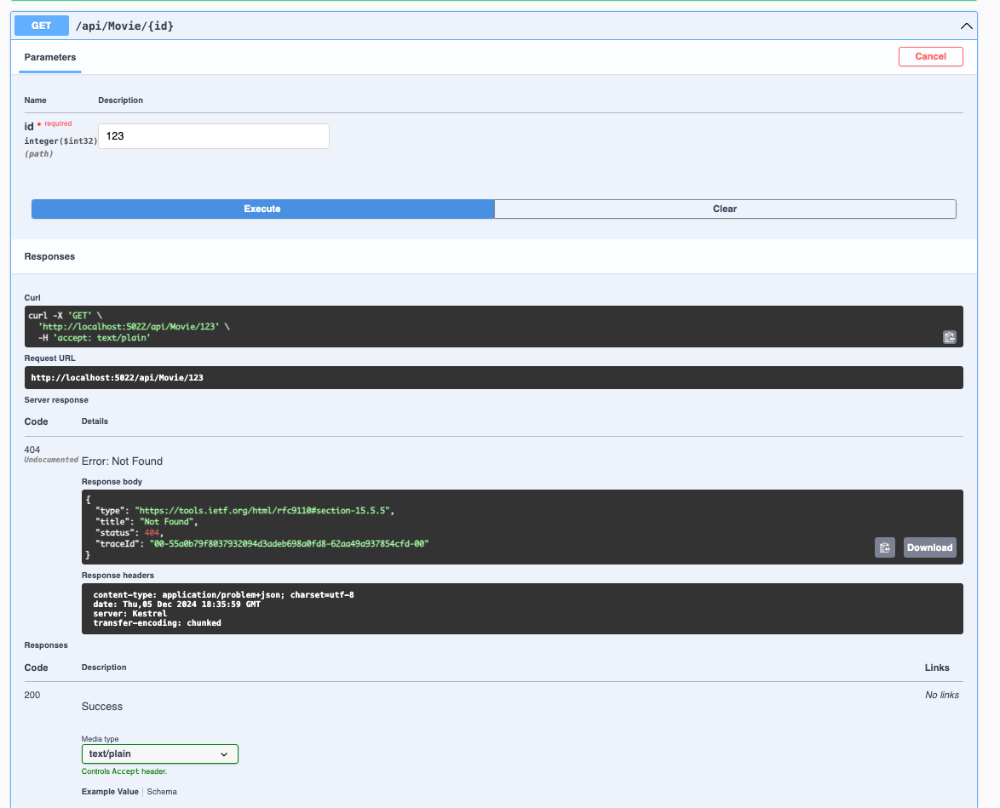 GET /api/Movie/{id}
Parameters
Cancel
Name Description
id * required
integer($int32)
(path)
123
Execute Clear
Responses
Curl
curl -X 'GET' \
'http://localhost:5022/api/Movie/123' \
-H 'accept: text/plain'
Request URL
http://localhost:5022/api/Movie/123
Server response
Code Details
404
Undocumented
Error: Not Found
Response body
{
"type": "https://tools.ietf.org/html/rfc9110#section-15.5.5",
"title": "Not Found",
"status": 404,
"traceId": "00-55a0b79f8037932094d3adeb698a0fd8-62aa49a937854cfd-00"
}
Download
Response headers
content-type: application/problem+json; charset=utf-8
date: Thu,05 Dec 2024 18:35:59 GMT
server: Kestrel
transfer-encoding: chunked
Responses
Code Description Links
200 No links
Success
Media type
text/plain
Controls Accept header.
Example Value Schema